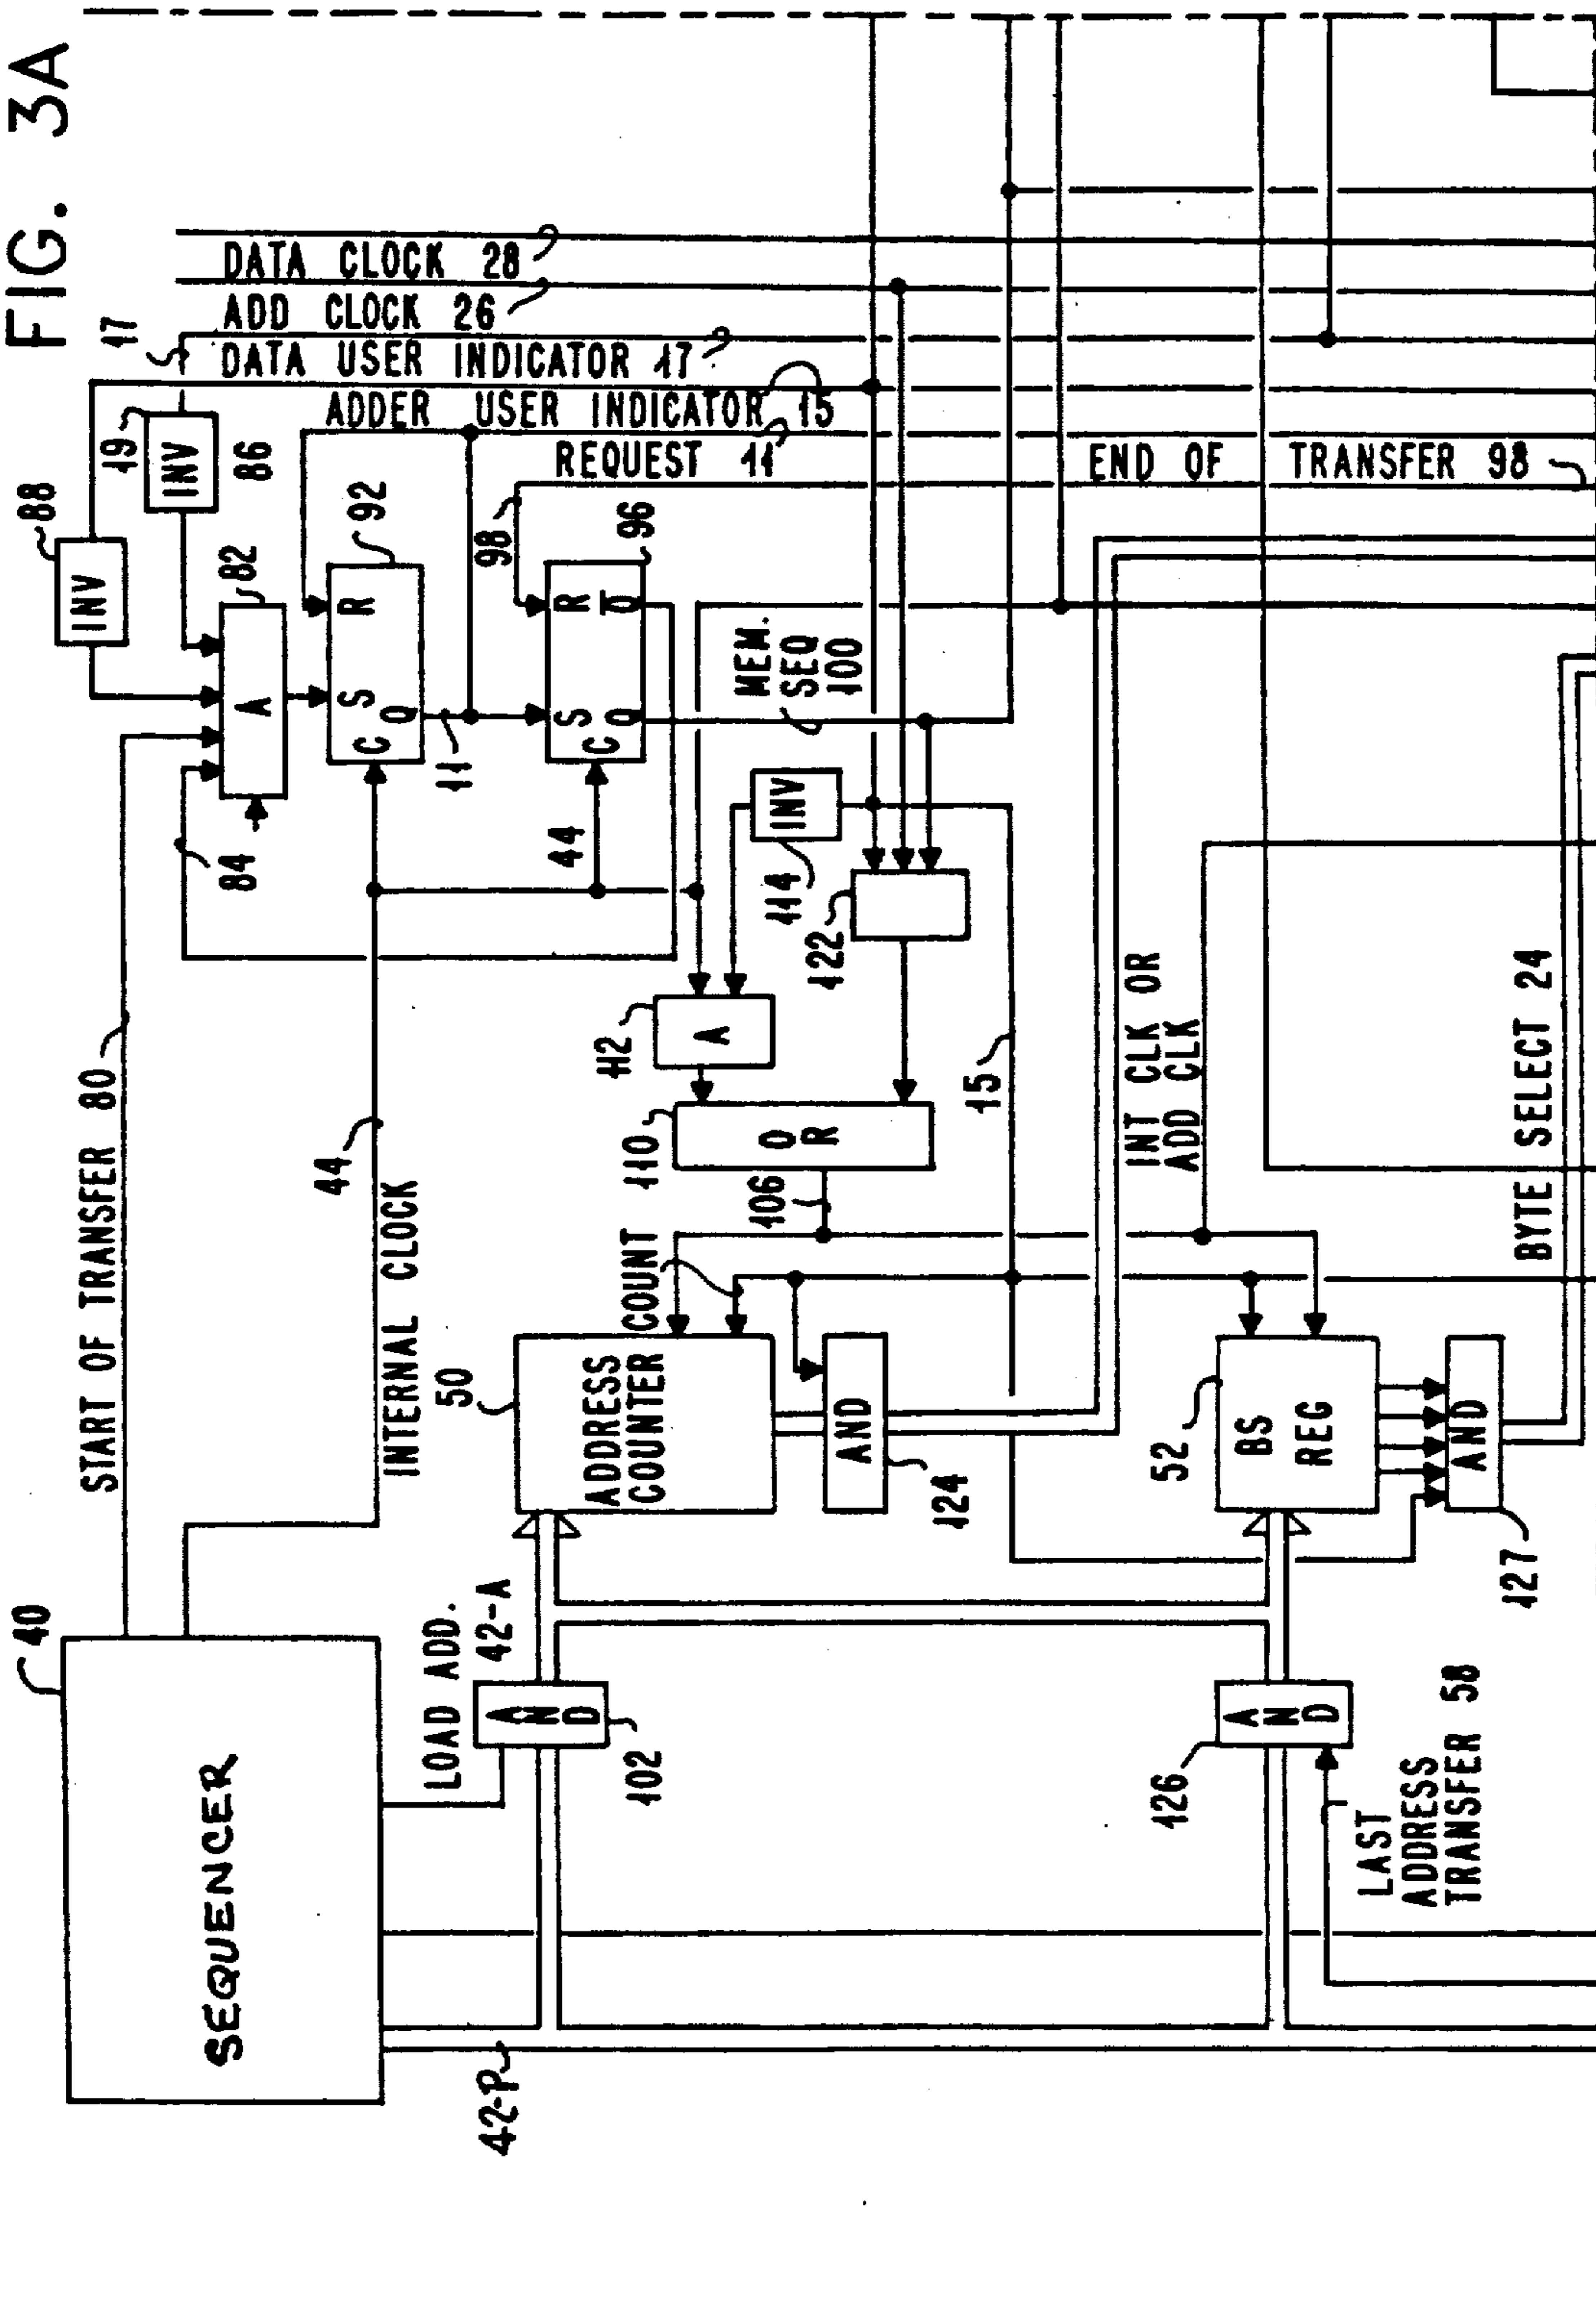 FIG. 3A
40
SEQUENCER
START OF TRANSFER 80
44
INTERNAL CLOCK
88
INV
17
19
INV
86
82
A
84
92
C S R
Q
11
98
96
44
C S R
Q Q̅
DATA CLOCK 28
ADD CLOCK 26
DATA USER INDICATOR 17
ADDER USER INDICATOR 15
REQUEST 11
END OF TRANSFER 98
MEM.
SEQ
100
LOAD ADD.
42-A
AND
102
42-P
50
ADDRESS
COUNTER
COUNT
106
110
OR
112
A
114
INV
122
AND
124
15
INT CLK OR
ADD CLK
52
BS
REG
AND
127
126
AND
LAST
ADDRESS
TRANSFER 58
BYTE SELECT 24